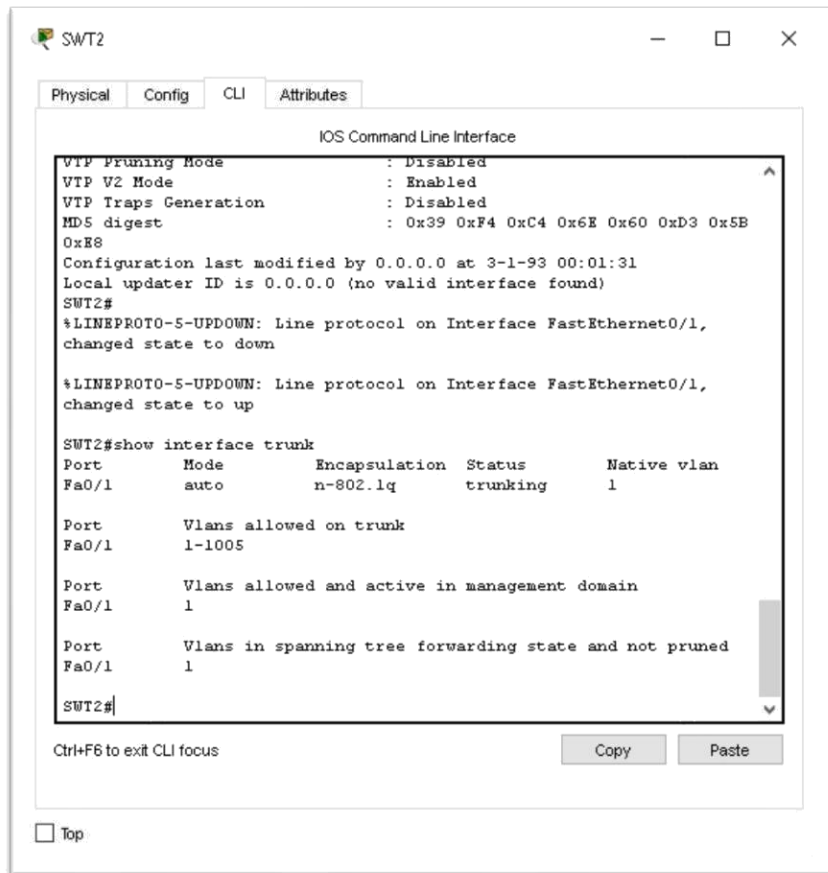 SWT2
Physical Config CLI Attributes
IOS Command Line Interface
VTP Pruning Mode : Disabled
VTP V2 Mode : Enabled
VTP Traps Generation : Disabled
MD5 digest : 0x39 0xF4 0xC4 0x6E 0x60 0xD3 0x5B
0xE8
Configuration last modified by 0.0.0.0 at 3-1-93 00:01:31
Local updater ID is 0.0.0.0 (no valid interface found)
SWT2#
%LINEPROTO-5-UPDOWN: Line protocol on Interface FastEthernet0/1,
changed state to down
%LINEPROTO-5-UPDOWN: Line protocol on Interface FastEthernet0/1,
changed state to up
SWT2#show interface trunk
Port Mode Encapsulation Status Native vlan
Fa0/1 auto n-802.1q trunking 1
Port Vlans allowed on trunk
Fa0/1 1-1005
Port Vlans allowed and active in management domain
Fa0/1 1
Port Vlans in spanning tree forwarding state and not pruned
Fa0/1 1
SWT2#
Ctrl+F6 to exit CLI focus
Copy Paste
Top